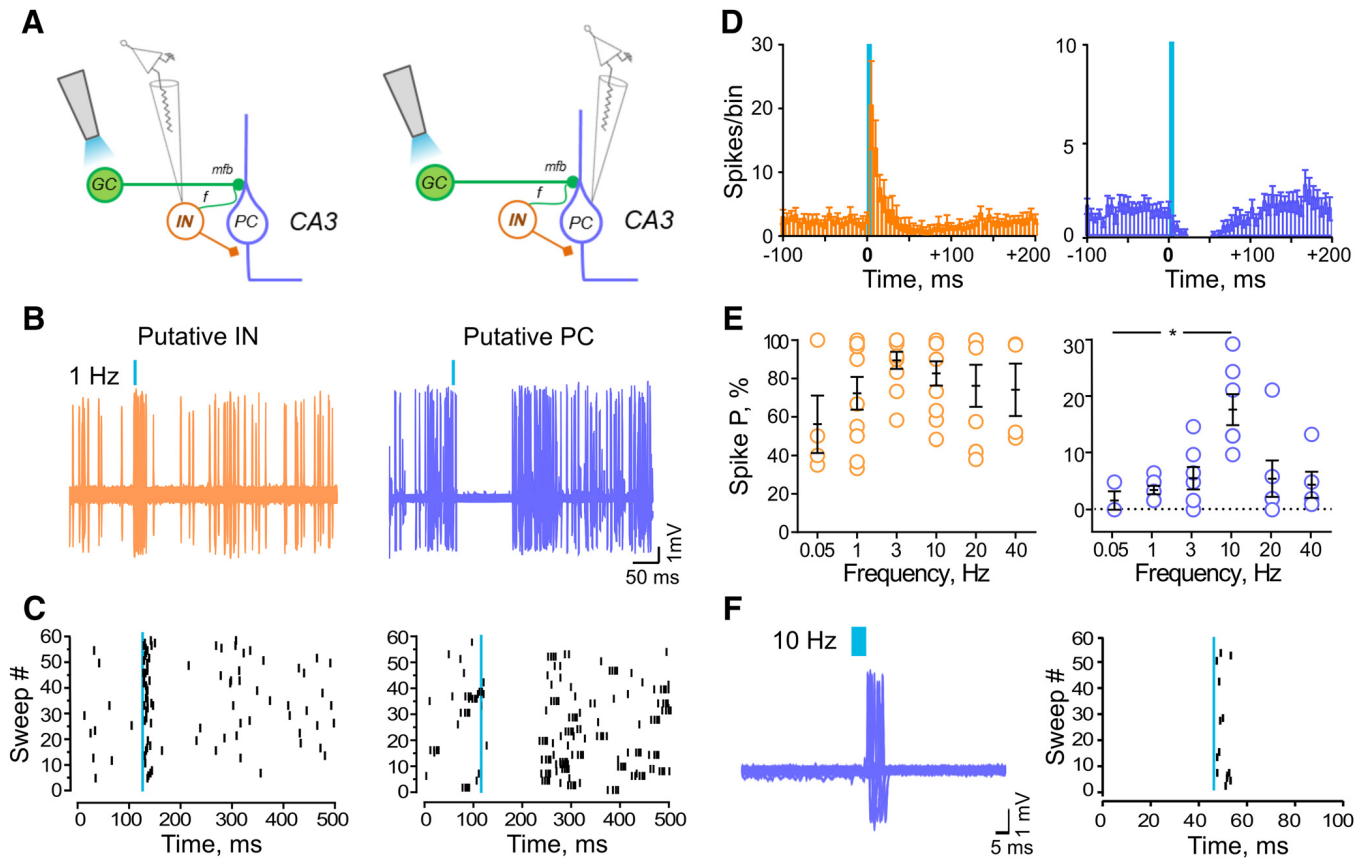 A
GC
mfb
f
IN
PC
CA3
GC
mfb
f
IN
PC
CA3
B
Putative IN
Putative PC
1 Hz
1mV
50 ms
C
Sweep #
60
50
40
30
20
10
0
0 100 200 300 400 500
Time, ms
60
50
40
30
20
10
0
0 100 200 300 400 500
Time, ms
D
Spikes/bin
30
20
10
0
-100 0 +100 +200
Time, ms
10
5
0
-100 0 +100 +200
Time, ms
E
Spike P, %
100
80
60
40
20
0
0.05 1 3 10 20 40
Frequency, Hz
*
30
20
10
0
0.05 1 3 10 20 40
Frequency, Hz
F
10 Hz
1 mV
5 ms
Sweep #
60
50
40
30
20
10
0
0 20 40 60 80 100
Time, ms